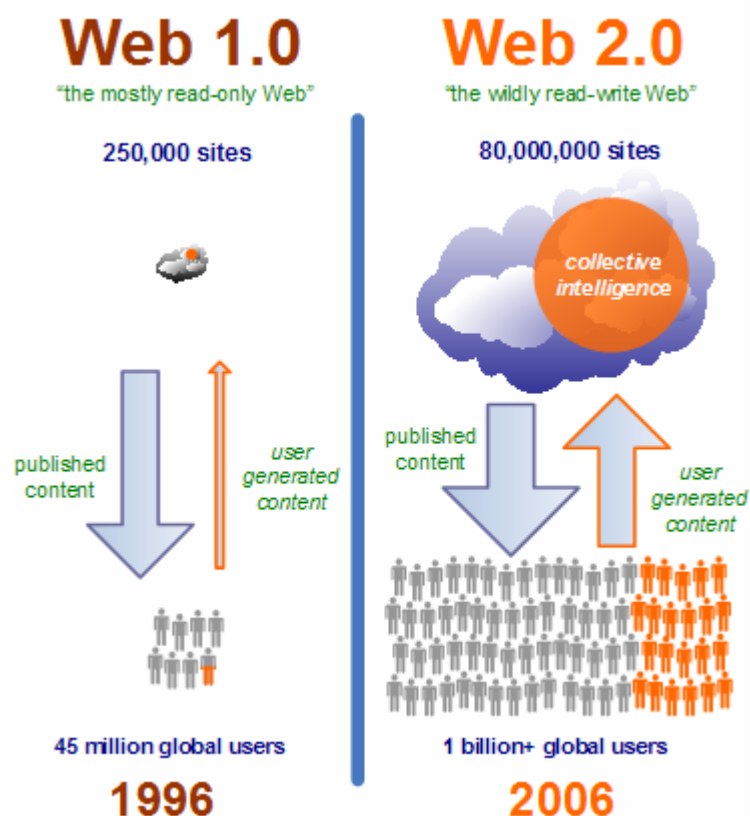 Web 1.0
"the mostly read-only Web"
250,000 sites
published
content
user
generated
content
45 million global users
1996
Web 2.0
"the wildly read-write Web"
80,000,000 sites
collective
intelligence
published
content
user
generated
content
1 billion+ global users
2006